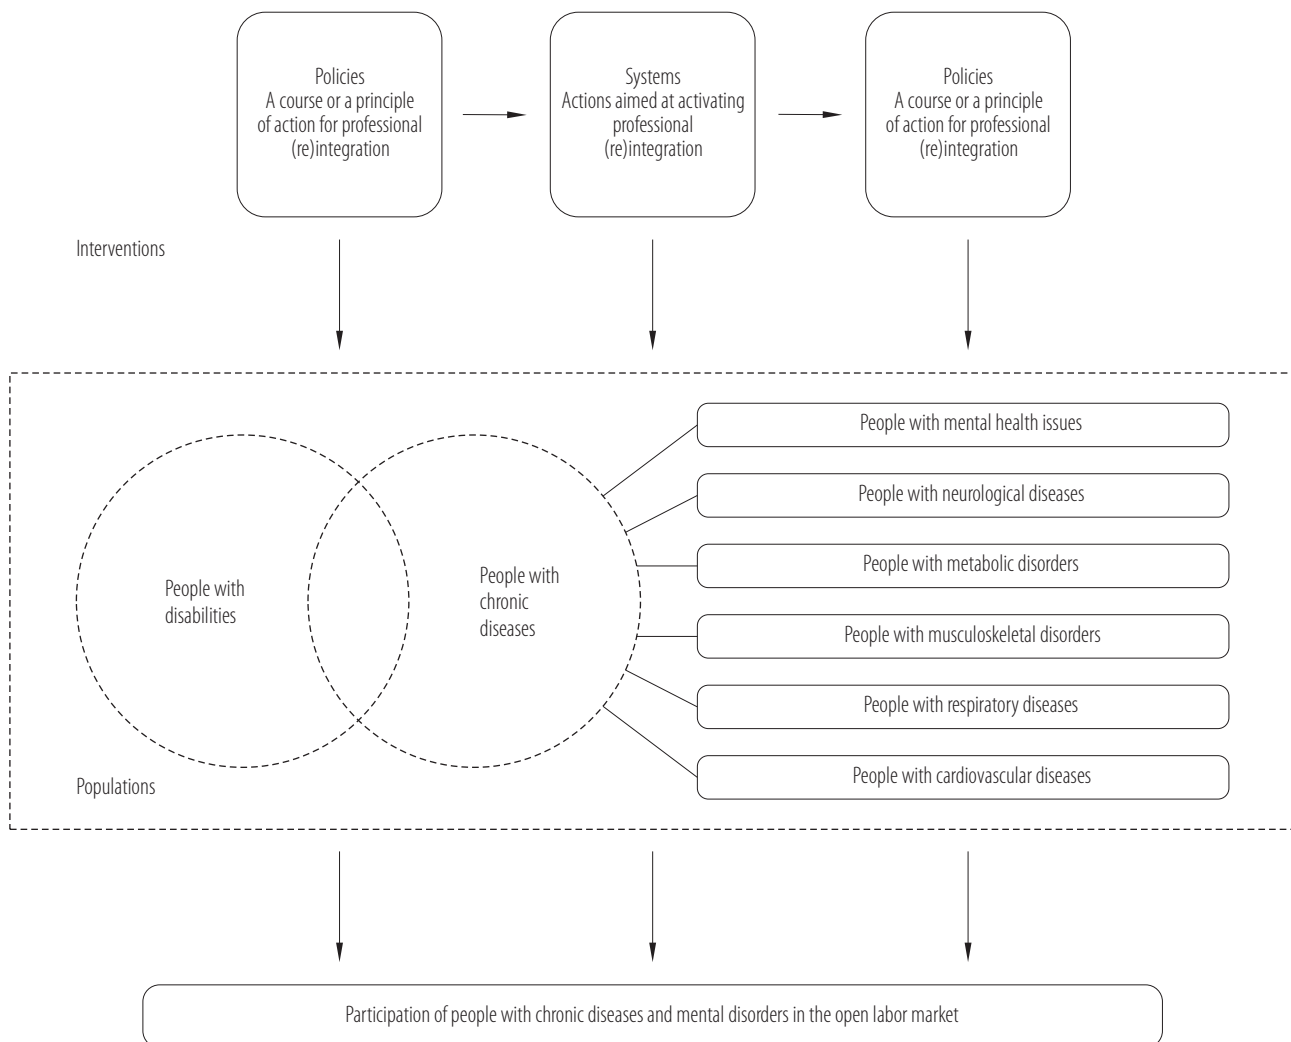 Policies
A course or a principle
of action for professional
(re)integration
Systems
Actions aimed at activating
professional
(re)integration
Policies
A course or a principle
of action for professional
(re)integration
Interventions
People with mental health issues
People with neurological diseases
People with metabolic disorders
People with musculoskeletal disorders
People with respiratory diseases
People with cardiovascular diseases
People with
disabilities
People with
chronic
diseases
Populations
Participation of people with chronic diseases and mental disorders in the open labor market